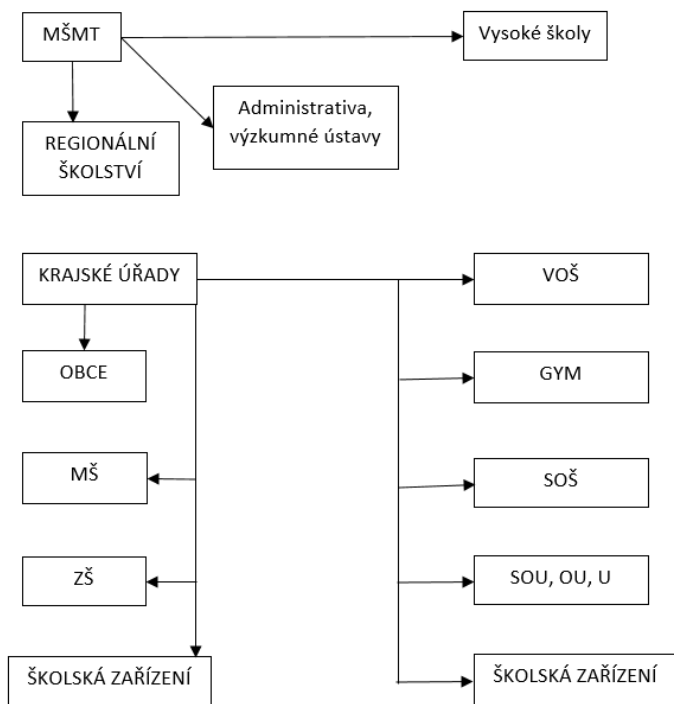 MŠMT
Vysoké školy
Administrativa,
výzkumné ústavy
REGIONÁLNÍ
ŠKOLSTVÍ
KRAJSKÉ ÚŘADY
VOŠ
OBCE
GYM
MŠ
SOŠ
ZŠ
SOU, OU, U
ŠKOLSKÁ ZAŘÍZENÍ
ŠKOLSKÁ ZAŘÍZENÍ